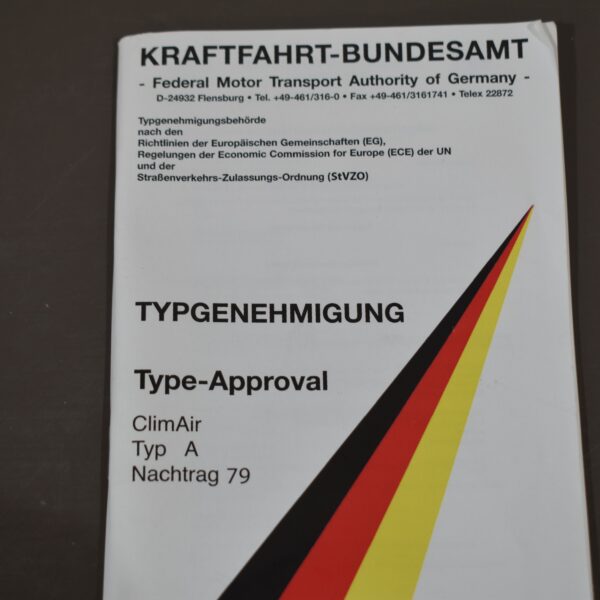 KRAFTFAHRT-BUNDESAMT
- Federal Motor Transport Authority of Germany -
D-24932 Flensburg • Tel. +49-461/316-0 • Fax +49-461/3161741 • Telex 22872
Typgenehmigungsbehörde
nach den
Richtlinien der Europäischen Gemeinschaften (EG),
Regelungen der Economic Commission for Europe (ECE) der UN
und der
Straßenverkehrs-Zulassungs-Ordnung (StVZO)
TYPGENEHMIGUNG
Type-Approval
ClimAir
Typ A
Nachtrag 79